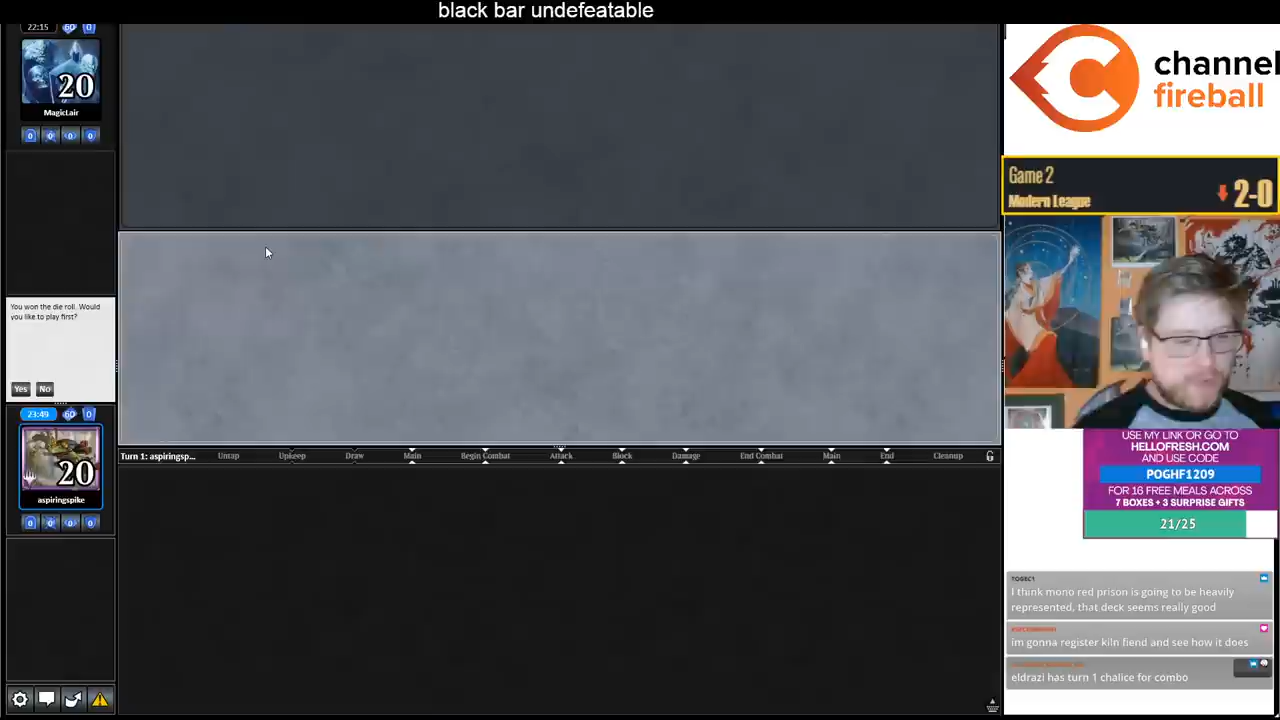 black bar undefeatable
22:15
60
0
20
MagicLair
0
0
0
0
You won the die roll. Would
you like to play first?
Yes
No
23:49
60
0
20
aspiringspike
0
0
0
0
Turn 1: aspiringsp...
Untap
Upkeep
Draw
Main
Begin Combat
Attack
Block
Damage
End Combat
Main
End
Cleanup
channel
fireball
Game 2
Modern League
2-0
USE MY LINK OR GO TO
HELLOFRESH.COM
AND USE CODE
POGHF1209
FOR 16 FREE MEALS ACROSS
7 BOXES + 3 SURPRISE GIFTS
21/25
I think mono red prison is going to be heavily
represented, that deck seems really good
im gonna register kiln fiend and see how it does
eldrazi has turn 1 chalice for combo